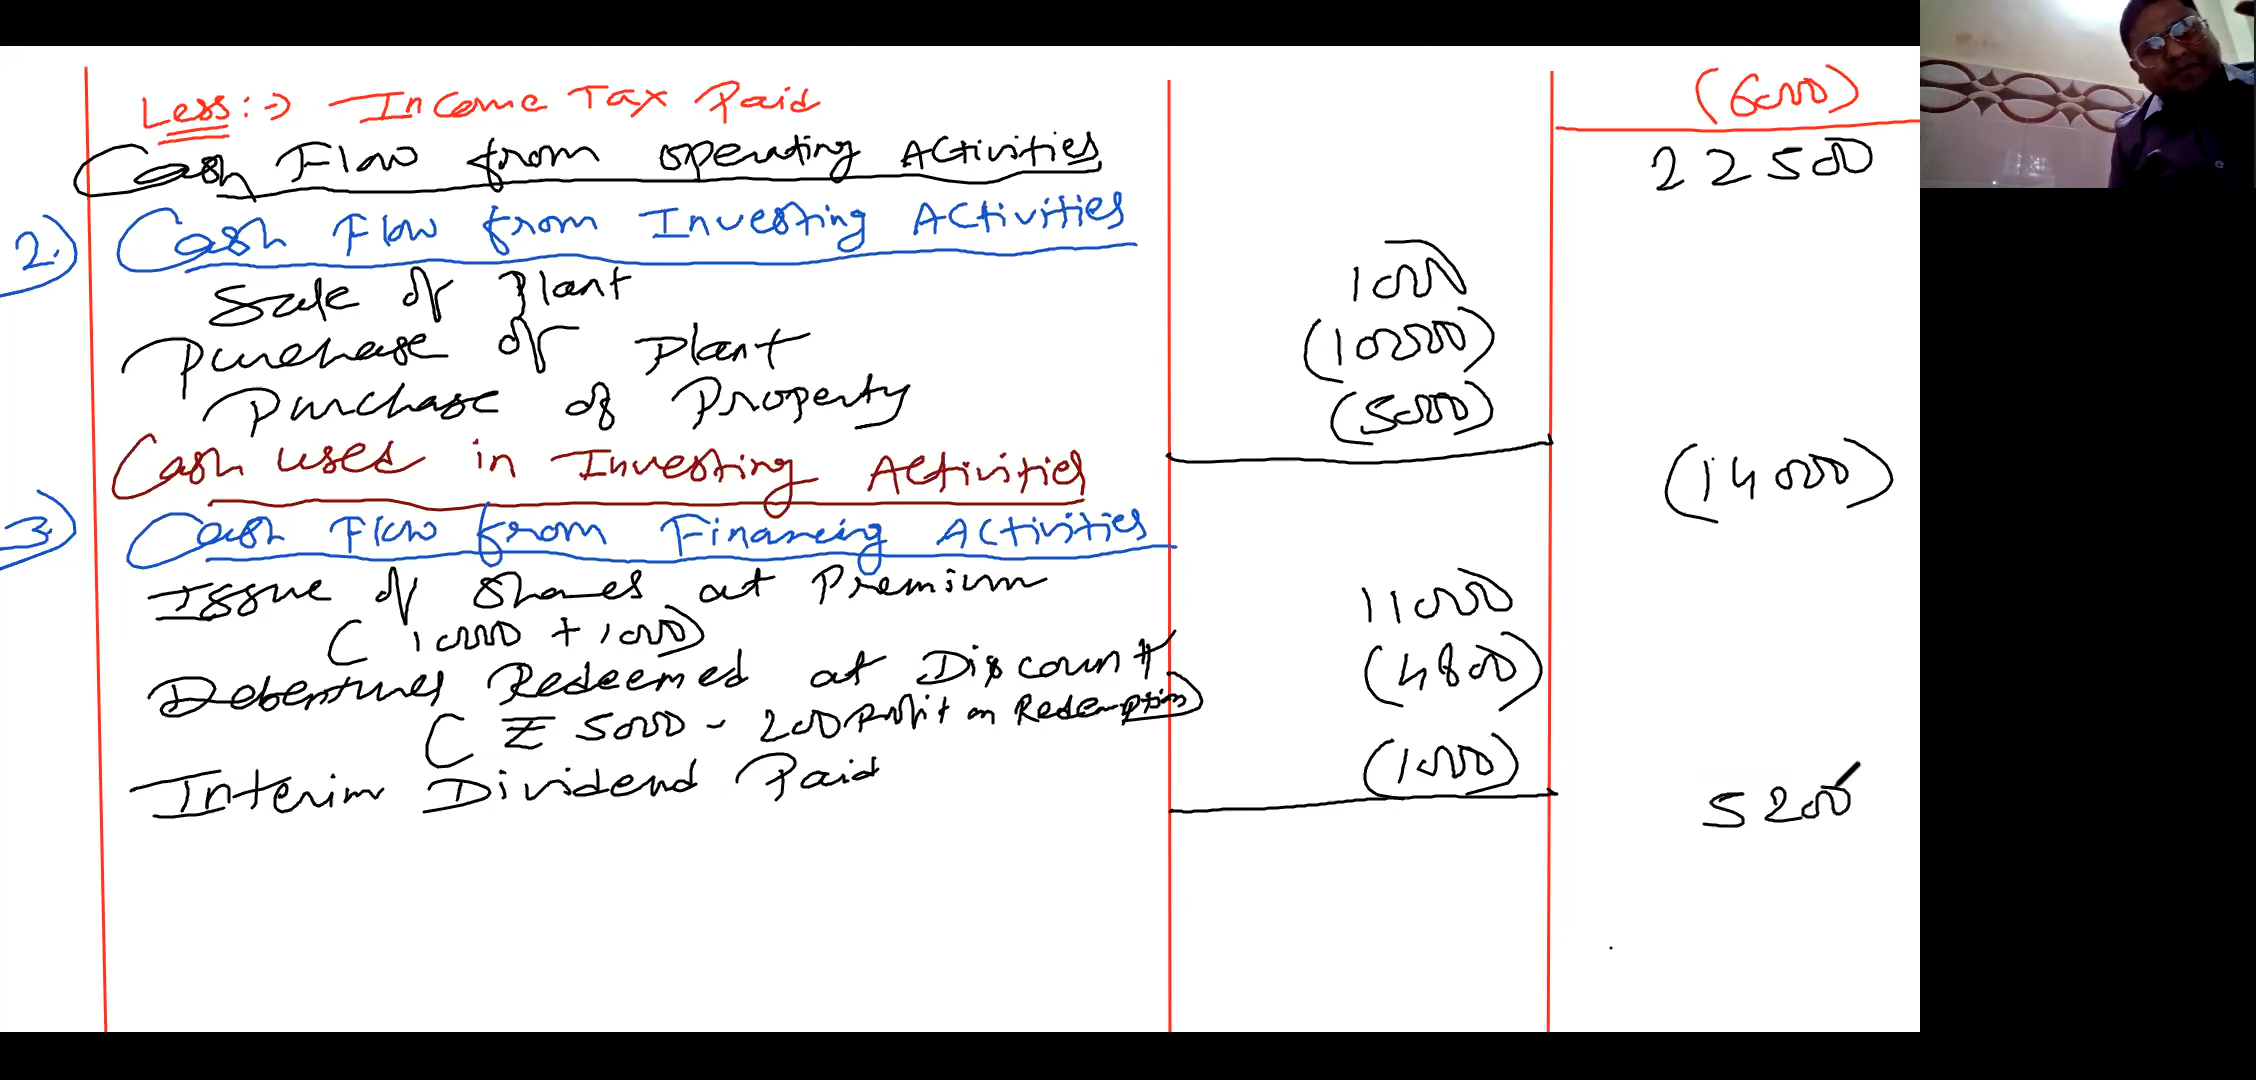 Less:-> Income Tax Paid (6000)
Cash Flow from operating Activities 22500
2.) Cash Flow from Investing Activities
Sale of Plant 1000
Purchase of Plant (10000)
Purchase of Property (5000)
Cash used in Investing Activities (14000)
3.) Cash Flow from Financing Activities
Issue of Shares at Premium 11000
( 10000 + 1000)
Debentures Redeemed at Discount (4800)
( ₹ 5000 - 200 Profit on Redemption)
Interim Dividend Paid (1000)
5200